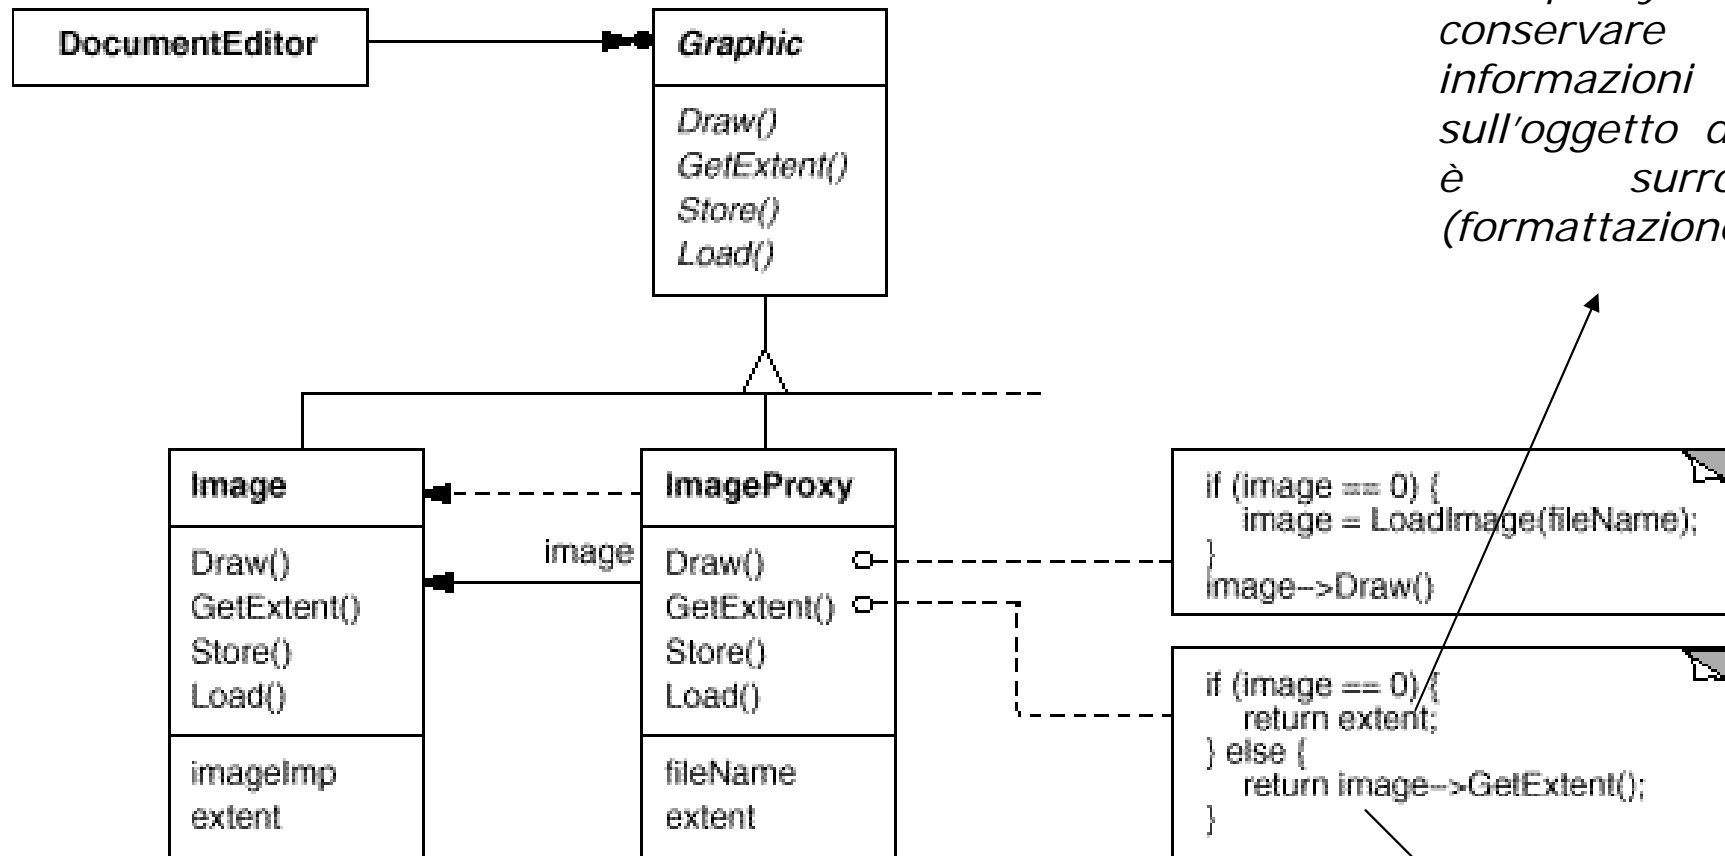 DocumentEditor
Graphic
Draw()
GetExtent()
Store()
Load()
conservare
informazioni
sull'oggetto
è
(formattazione
Image
Draw()
GetExtent()
Store()
Load()
imageImp
extent
image
ImageProxy
Draw()
GetExtent()
Store()
Load()
fileName
extent
if (image == 0) {
image = LoadImage(fileName);
}
image-->Draw()
if (image == 0) {
return extent;
} else {
return image-->GetExtent();
}